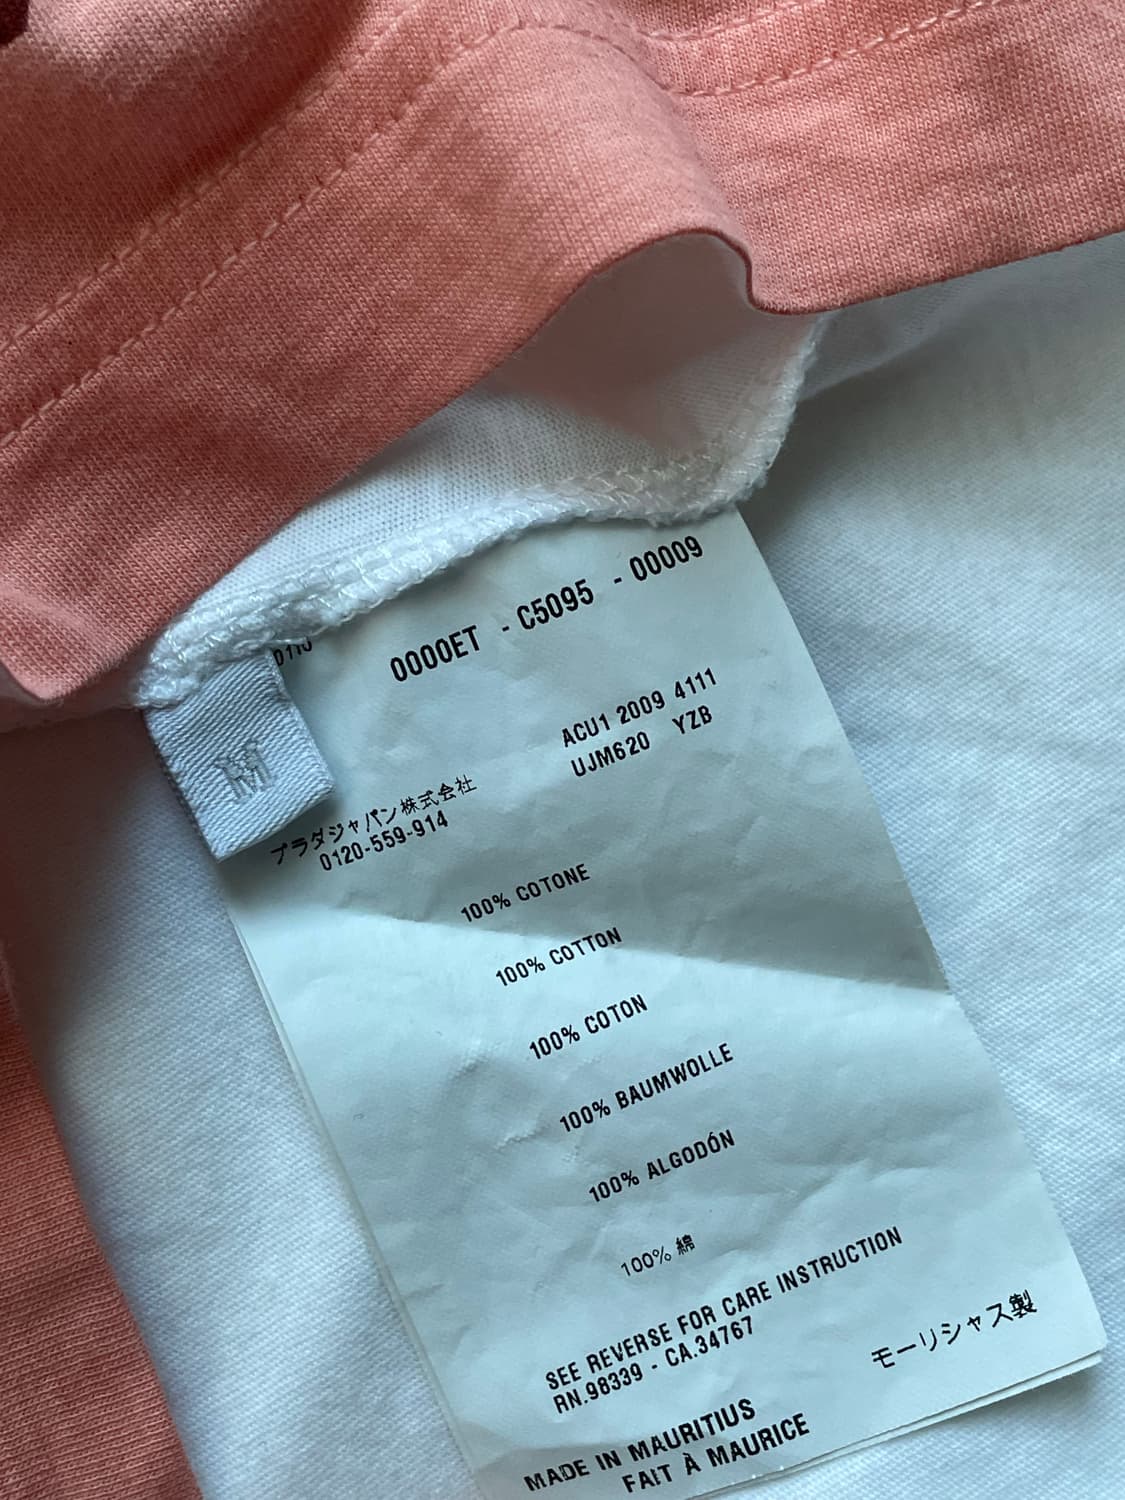 0000ET - C5095 - 00009
M
ACU1 2009 4111
UJM620 YZB
プラダジャパン株式会社
0120-559-914
100% COTONE
100% COTTON
100% COTON
100% BAUMWOLLE
100% ALGODÓN
100% 綿
SEE REVERSE FOR CARE INSTRUCTION
RN.98339 - CA.34767
モーリシャス製
MADE IN MAURITIUS
FAIT À MAURICE